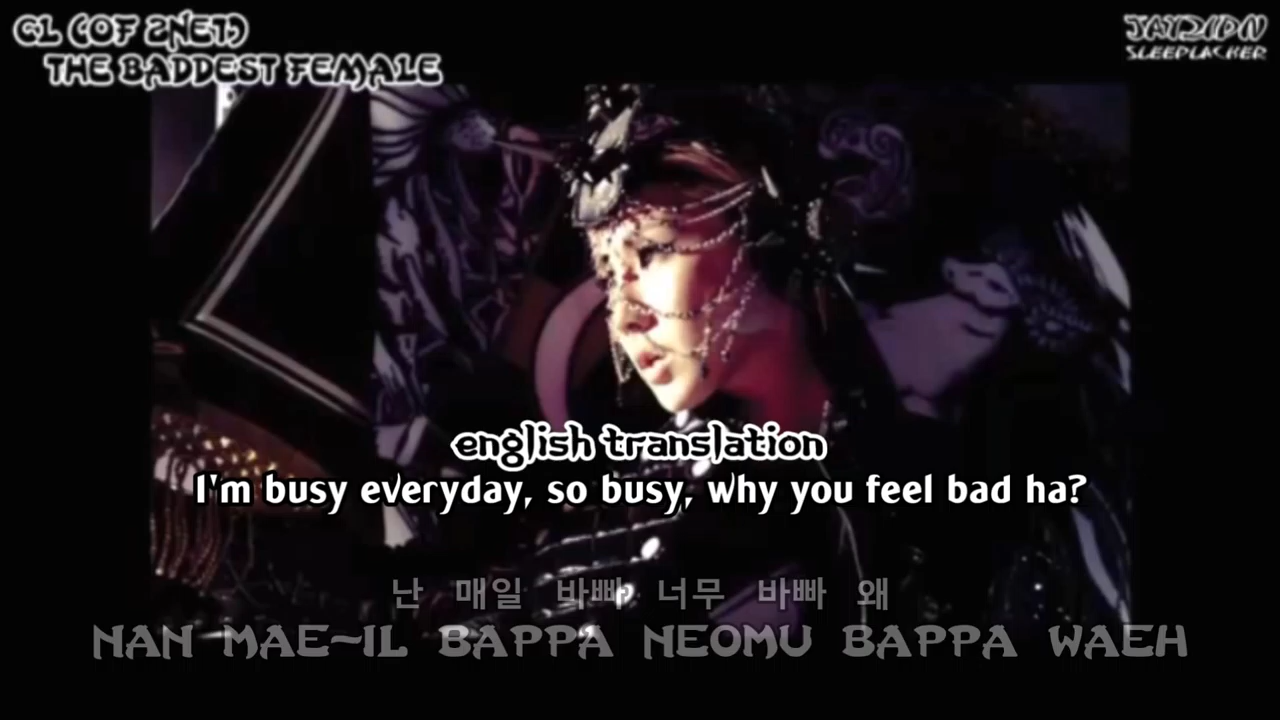 CL (OF 2NE1)
THE BADDEST FEMALE
JAYZIDN
SLEEPLACKER
english translation
I'm busy everyday, so busy, why you feel bad ha?
난 매일 바빠 너무 바빠 왜
NAN MAE~IL BAPPA NEOMU BAPPA WAEH